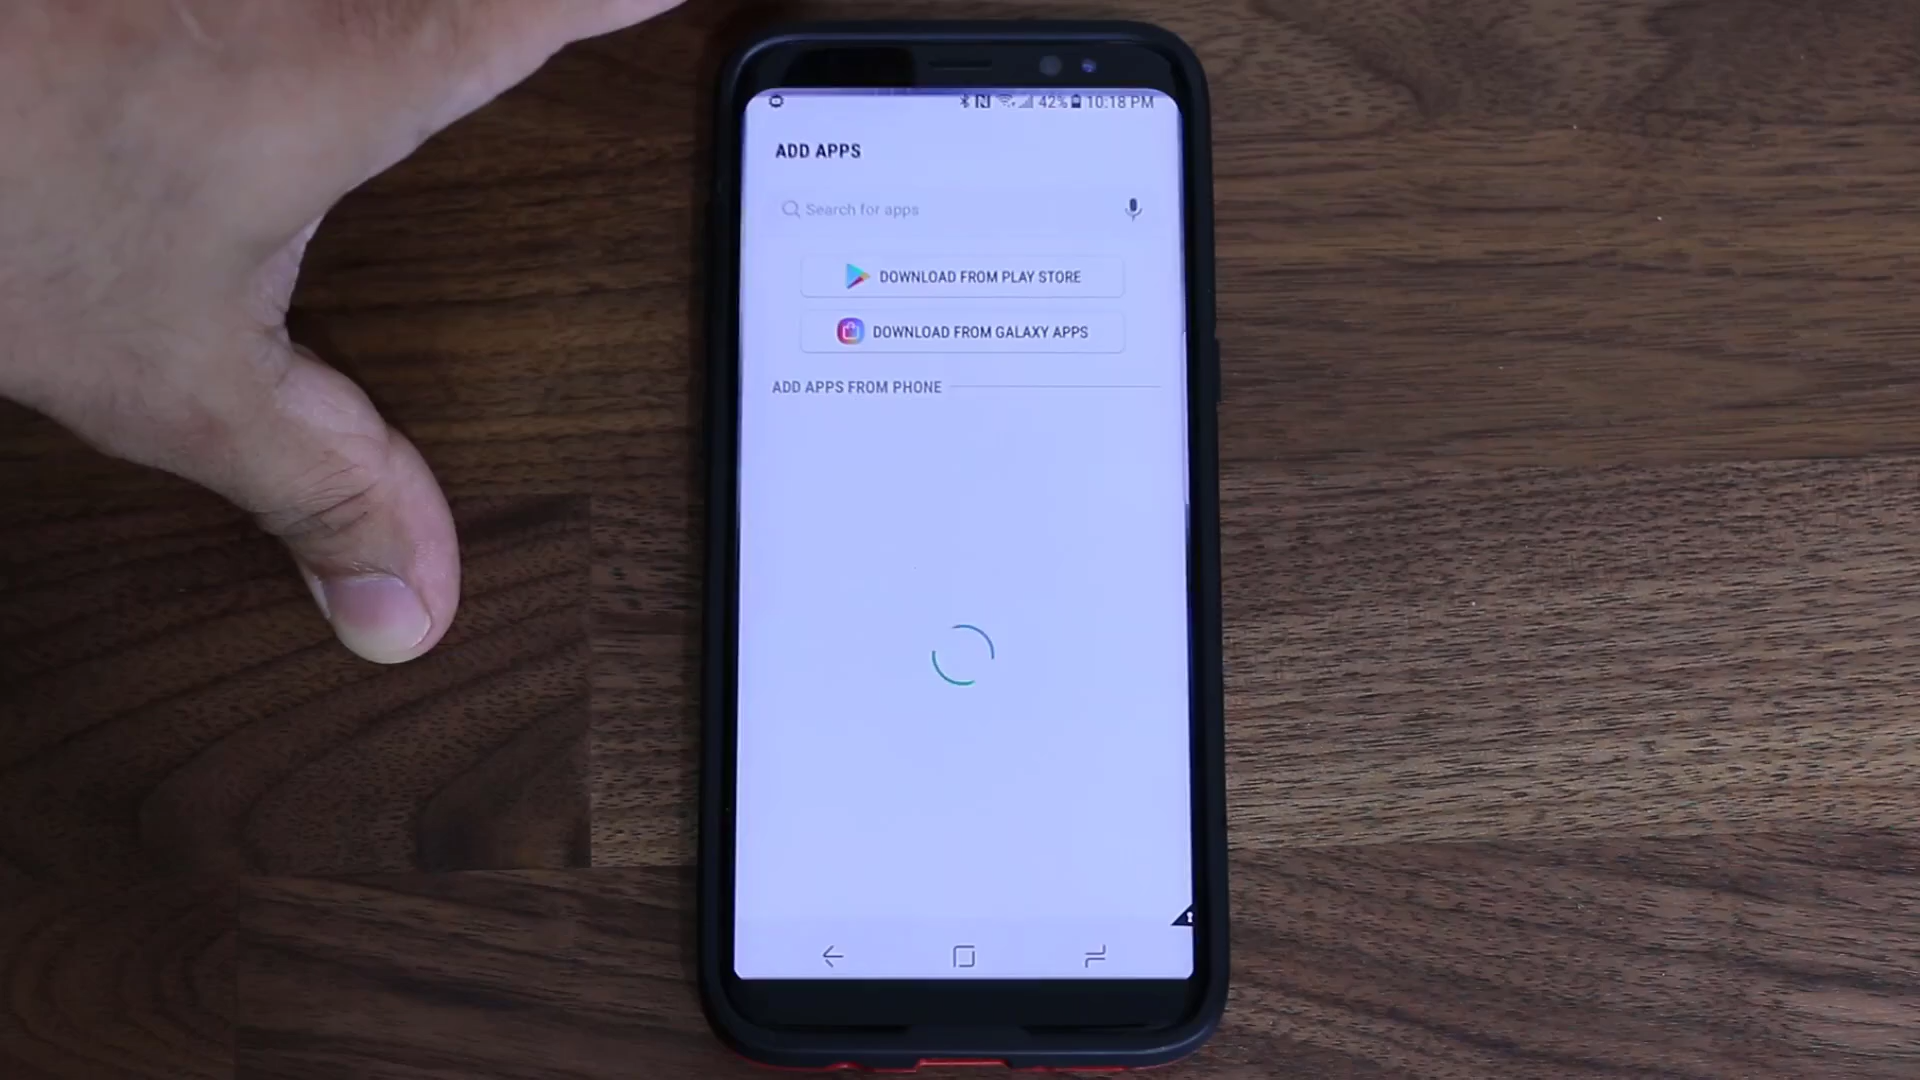 42% 10:18 PM
ADD APPS
Search for apps
DOWNLOAD FROM PLAY STORE
DOWNLOAD FROM GALAXY APPS
ADD APPS FROM PHONE